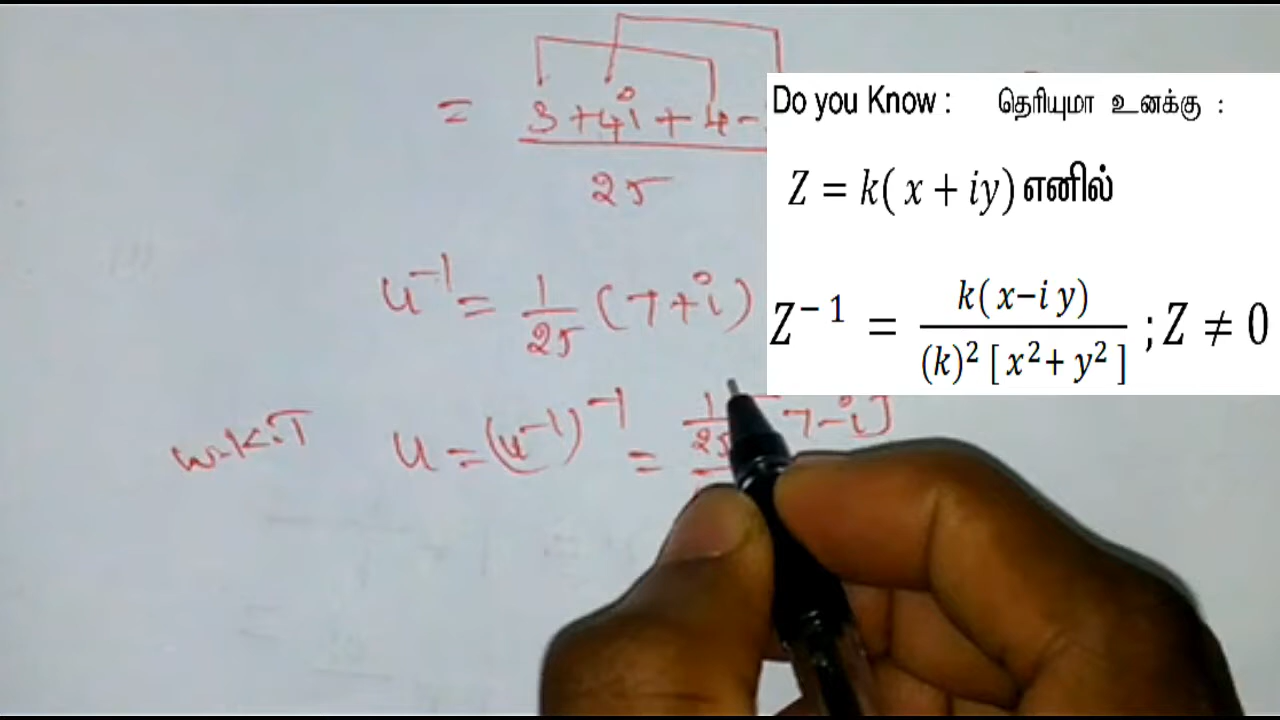 = 3+4i+4-
25
Do you Know : தெரியுமா உனக்கு :
Z = k( x + iy) எனில்
Z⁻¹ = k( x−i y) / (k)² [ x²+ y² ] ; Z ≠ 0
u⁻¹ = 1/25 (7+i)
W.K.T u = (u⁻¹)⁻¹ = 1/25 [7-i]